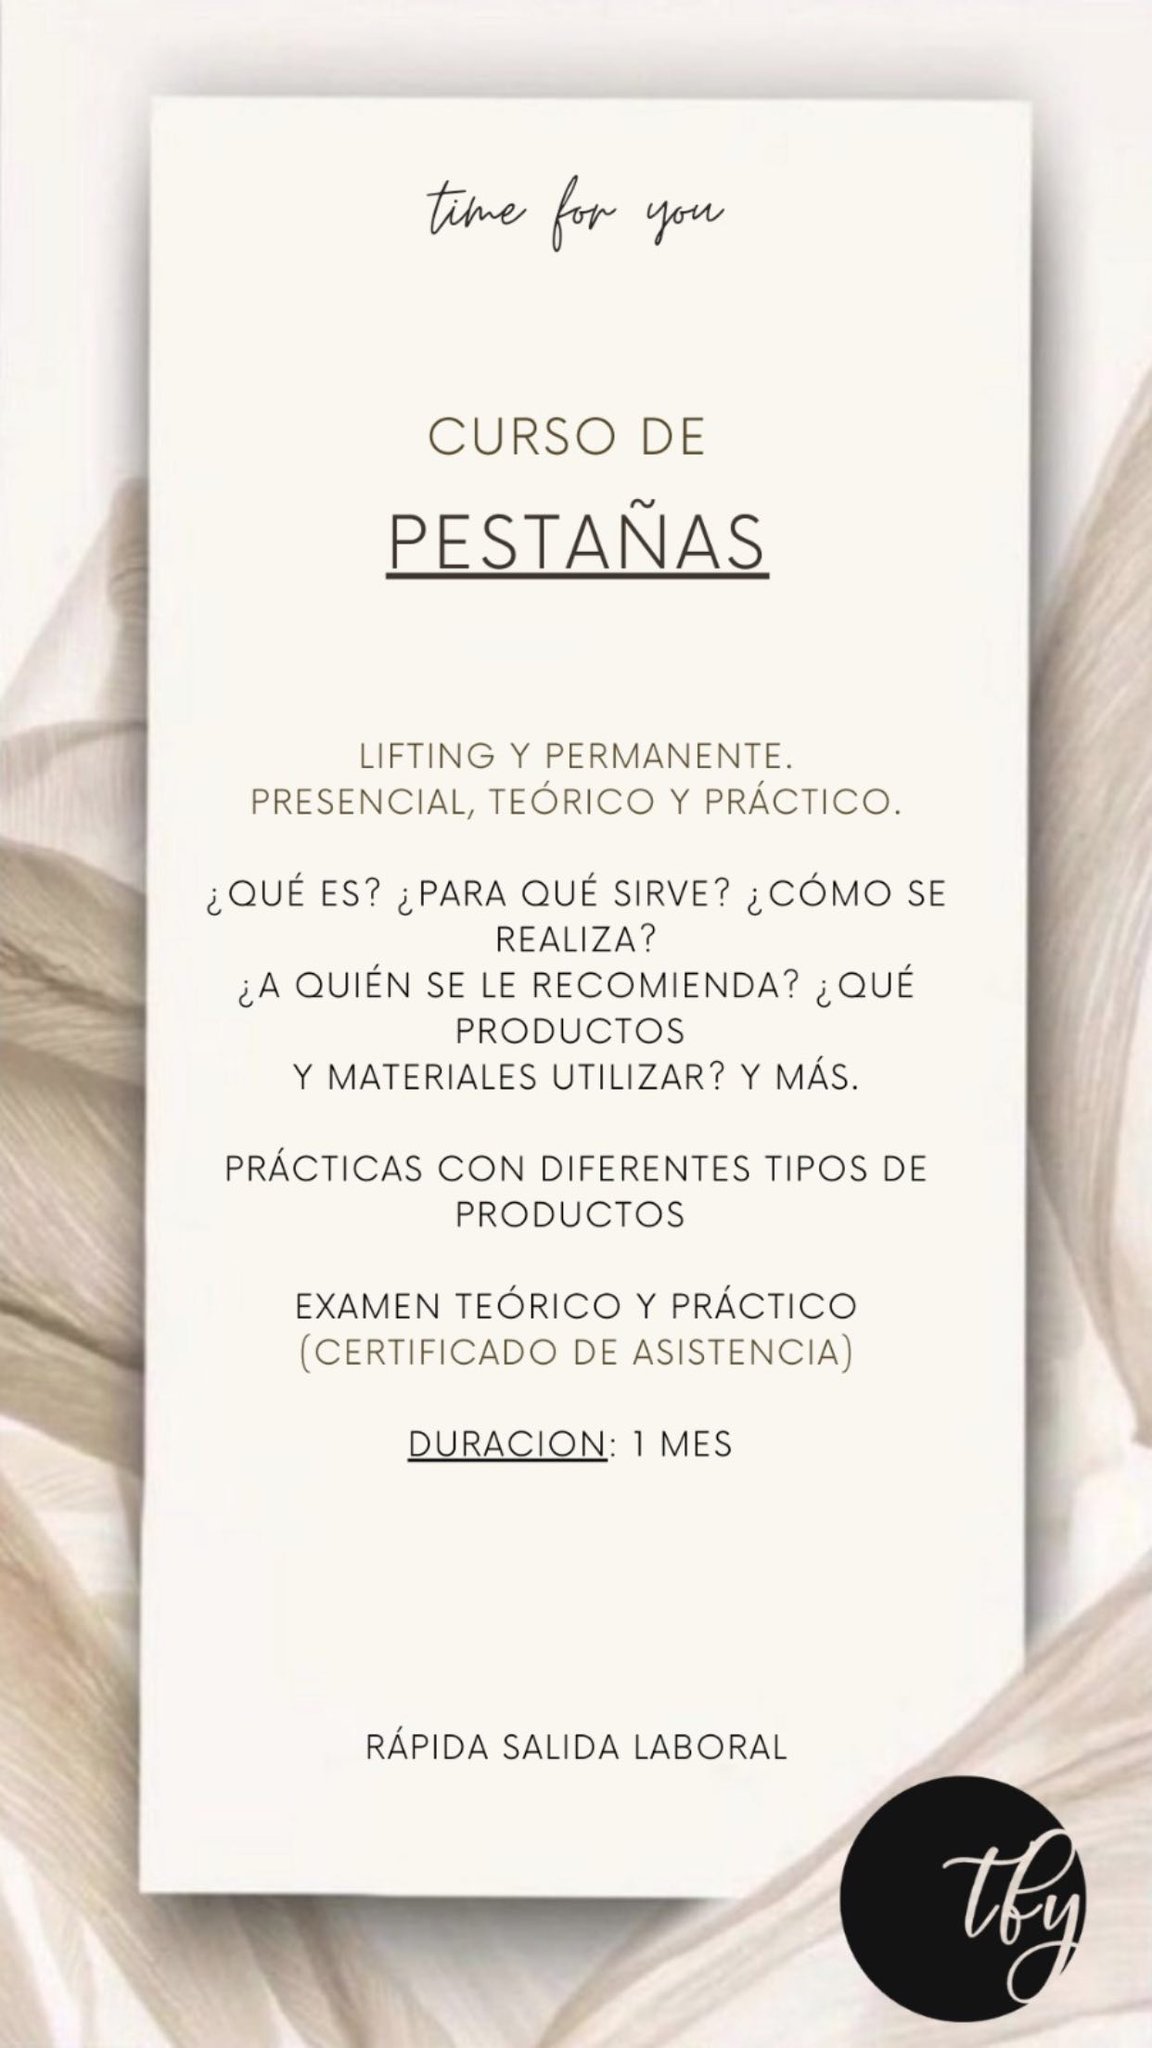 time for you
CURSO DE
PESTAÑAS
LIFTING Y PERMANENTE.
PRESENCIAL, TEÓRICO Y PRÁCTICO.
¿QUÉ ES? ¿PARA QUÉ SIRVE? ¿CÓMO SE
REALIZA?
¿A QUIÉN SE LE RECOMIENDA? ¿QUÉ
PRODUCTOS
Y MATERIALES UTILIZAR? Y MÁS.
PRÁCTICAS CON DIFERENTES TIPOS DE
PRODUCTOS
EXAMEN TEÓRICO Y PRÁCTICO
(CERTIFICADO DE ASISTENCIA)
DURACION: 1 MES
RÁPIDA SALIDA LABORAL
tfy